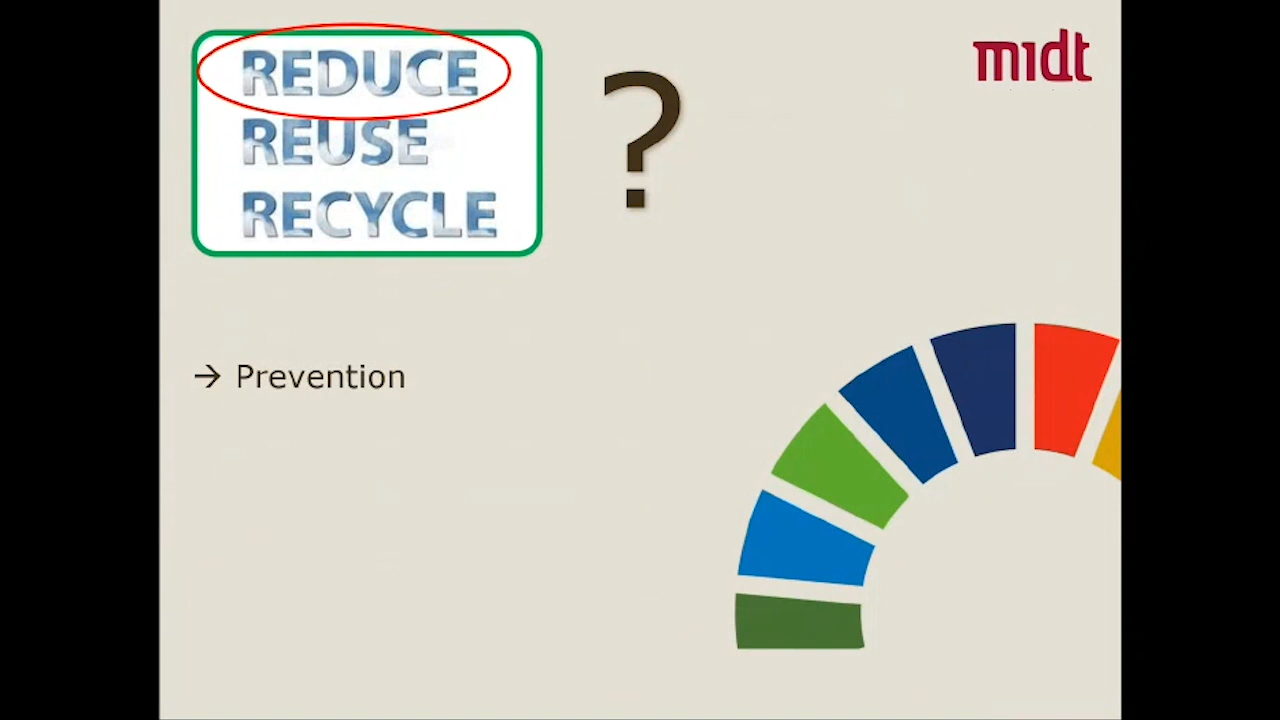 REDUCE
REUSE
RECYCLE
?
midt
→ Prevention